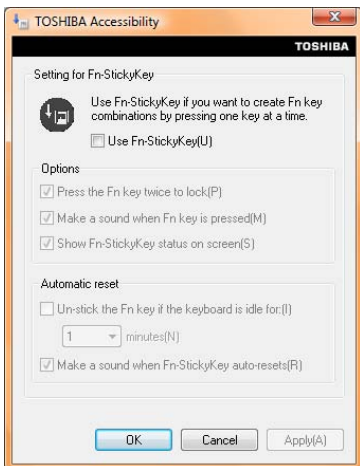 TOSHIBA Accessibility
TOSHIBA
Setting for Fn-StickyKey
Use Fn-StickyKey if you want to create Fn key
combinations by pressing one key at a time.
Use Fn-StickyKey(U)
Options
Press the Fn key twice to lock(P)
Make a sound when Fn key is pressed(M)
Show Fn-StickyKey status on screen(S)
Automatic reset
Un-stick the Fn key if the keyboard is idle for:(I)
1 minutes(N)
Make a sound when Fn-StickyKey auto-resets(R)
OK Cancel Apply(A)